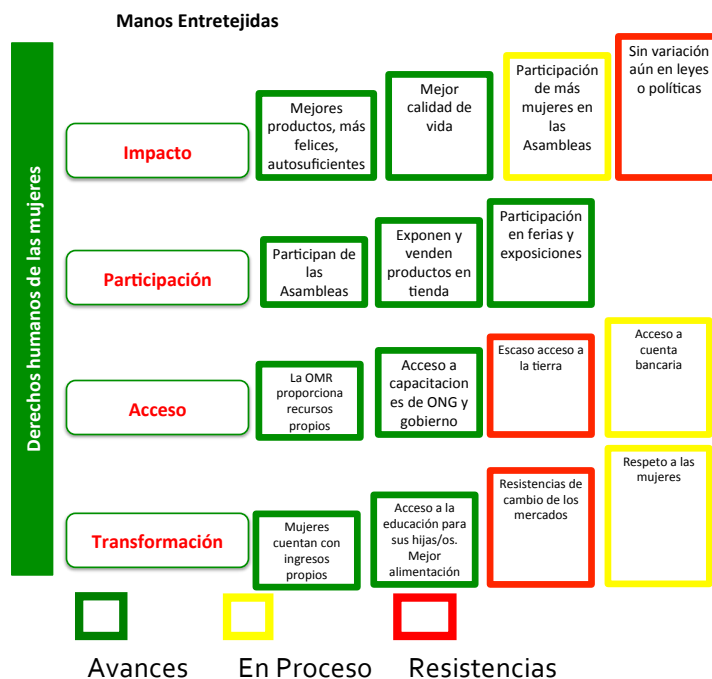 Manos Entretejidas
Derechos humanos de las mujeres
Impacto
Mejores
productos, más
felices,
autosuficientes
Mejor
calidad de
vida
Participación
de más
mujeres en
las
Asambleas
Sin variación
aún en leyes
o políticas
Participación
Participan de
las
Asambleas
Exponen y
venden
productos en
tienda
Participación
en ferias y
exposiciones
Acceso
La OMR
proporciona
recursos
propios
Acceso a
capacitacion
es de ONG y
gobierno
Escaso acceso a
la tierra
Acceso a
cuenta
bancaria
Transformación
Mujeres
cuentan con
ingresos
propios
Acceso a la
educación para
sus hijas/os.
Mejor
alimentación
Resistencias de
cambio de los
mercados
Respeto a las
mujeres
Avances
En Proceso
Resistencias